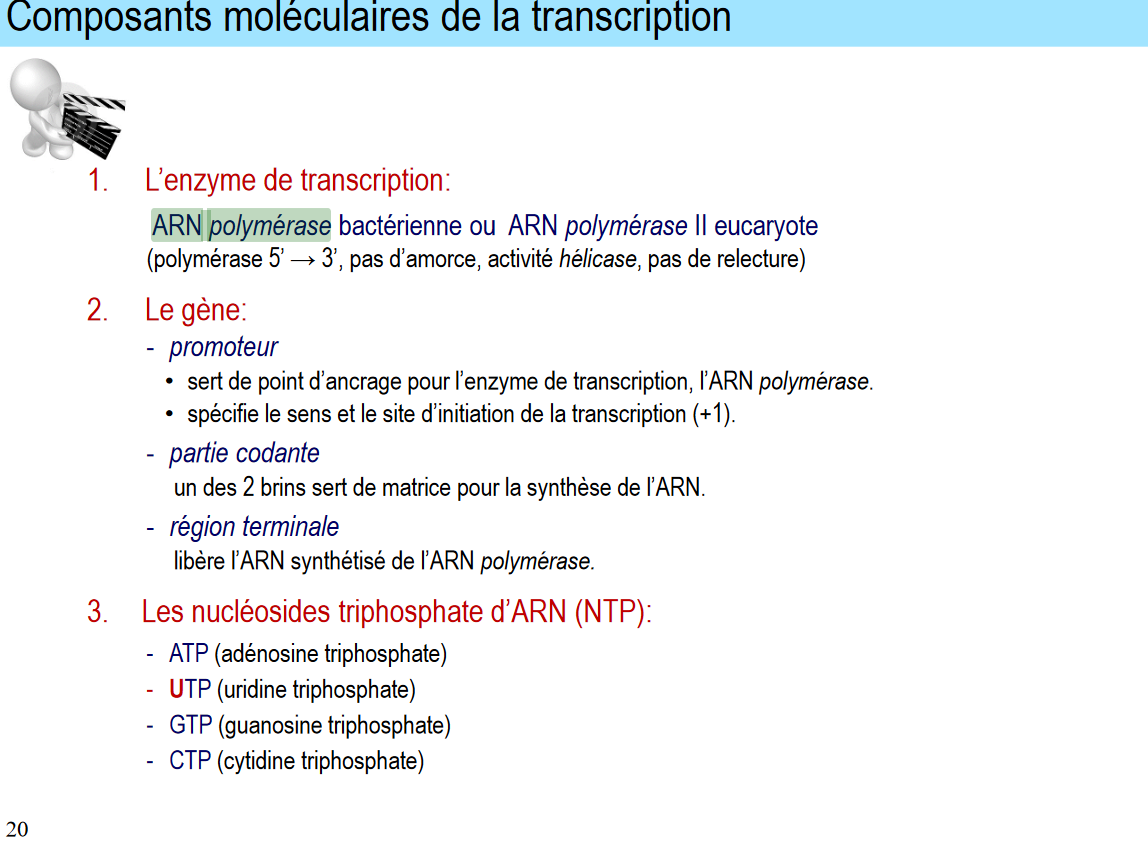 Composants moléculaires de la transcription
1. L’enzyme de transcription:
ARN polymérase bactérienne ou ARN polymérase II eucaryote
(polymérase 5’ → 3’, pas d’amorce, activité hélicase, pas de relecture)
2. Le gène:
- promoteur
• sert de point d’ancrage pour l’enzyme de transcription, l’ARN polymérase.
• spécifie le sens et le site d’initiation de la transcription (+1).
- partie codante
un des 2 brins sert de matrice pour la synthèse de l’ARN.
- région terminale
libère l’ARN synthétisé de l’ARN polymérase.
3. Les nucléosides triphosphate d’ARN (NTP):
- ATP (adénosine triphosphate)
- UTP (uridine triphosphate)
- GTP (guanosine triphosphate)
- CTP (cytidine triphosphate)
20